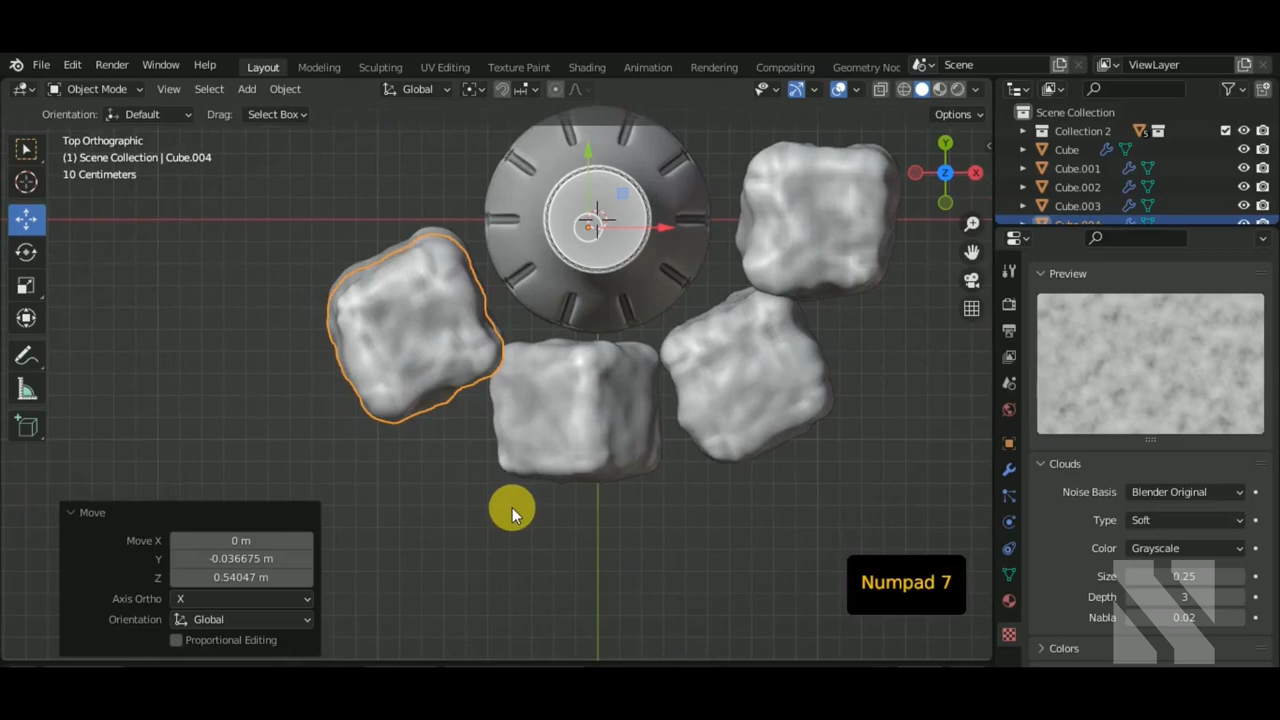 File Edit Render Window Help Layout Modeling Sculpting UV Editing Texture Paint Shading Animation Rendering Compositing Geometry Noc Scene ViewLayer
Object Mode View Select Add Object Global Options
Orientation: Default Drag: Select Box
Top Orthographic
(1) Scene Collection | Cube.004
10 Centimeters
Y
X
Z
Scene Collection
Collection 2 5
Cube
Cube.001
Cube.002
Cube.003
Cube.004
Preview
Clouds
Noise Basis Blender Original
Type Soft
Color Grayscale
Size 0.25
Depth 3
Nabla 0.02
Colors
Move
Move X 0 m
Y -0.036675 m
Z 0.54047 m
Axis Ortho X
Orientation Global
Proportional Editing
Numpad 7